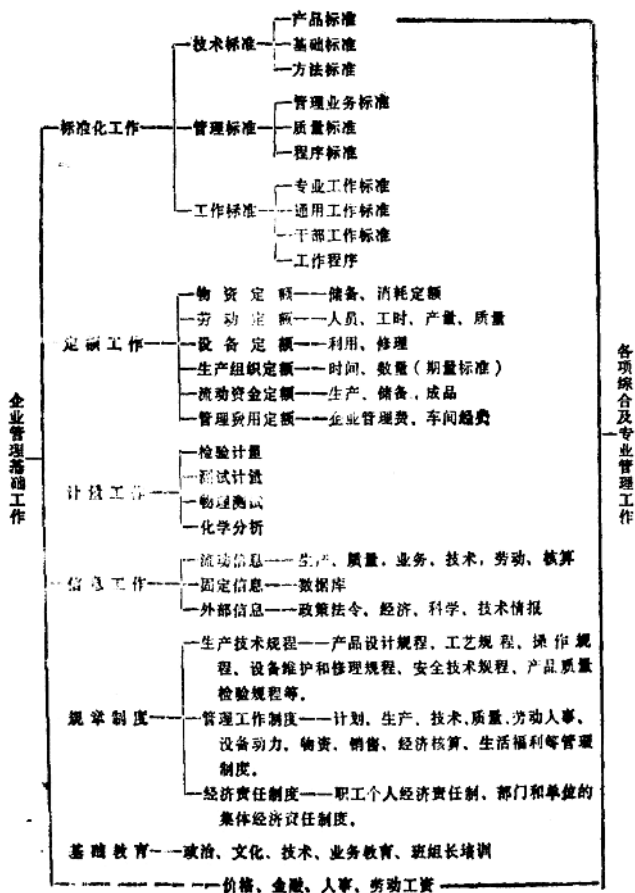 产品标准
技术标准
基础标准
方法标准
管理业务标准
标准化工作
管理标准
质量标准
程序标准
专业工作标准
工作标准
通用工作标准
干部工作标准
工作程序
物资定额——储备、消耗定额
劳动定额——人员、工时、产量、质量
定额工作
设备定额——利用、修理
生产组织定额——时间、数量(期量标准)
流动资金定额——生产、储备、成品
管理费用定额——企业管理费、车间经费
企业管理基础工作
各项综合及专业管理工作
检验计量
测试计量
计量工作
物理测试
化学分析
流动信息——生产、质量、业务、技术、劳动、核算
信息工作
固定信息——数据库
外部信息——政策法令、经济、科学、技术情报
生产技术规程——产品设计规程、工艺规程、操作规
程、设备维护和修理规程、安全技术规程、产品质量
检验规程等。
规章制度
管理工作制度——计划、生产、技术、质量、劳动人事、
设备动力、物资、销售、经济核算、生活福利等管理
制度。
经济责任制度——职工个人经济责任制、部门和单位的
集体经济责任制度。
基础教育——政治、文化、技术、业务教育、班组长培训
价格、金融、人事、劳动工资